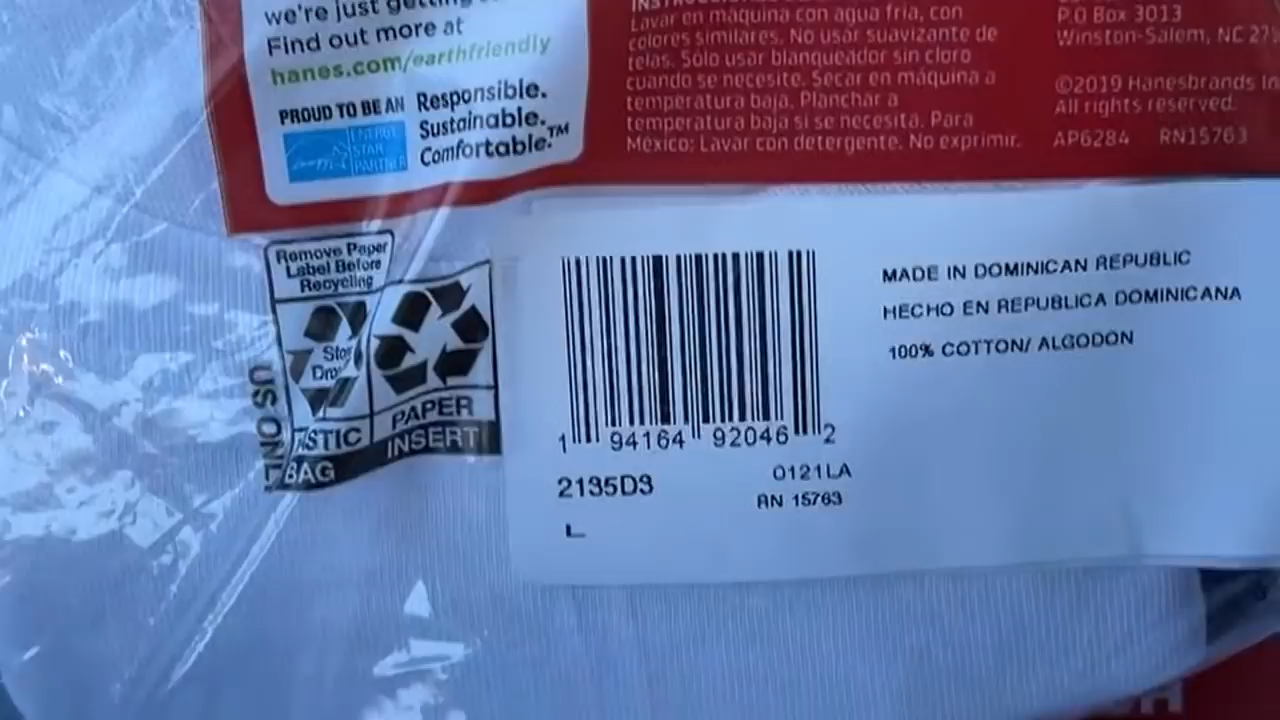 we're just getting
Find out more at
hanes.com/earthfriendly
PROUD TO BE AN
ENERGY
STAR
PARTNER
Responsible.
Sustainable.
Comfortable.™
Lavar en máquina con agua fría, con
colores similares. No usar suavizante de
telas. Sólo usar blanqueador sin cloro
cuando se necesite. Secar en máquina a
temperatura baja. Planchar a
temperatura baja si se necesita. Para
México: Lavar con detergente. No exprimir.
P.O Box 3013
Winston-Salem, NC
©2019 Hanesbrands
All rights reserved.
AP6284 RN15763
Remove Paper
Label Before
Recycling
Store
PAPER
INSERT
BAG
1 94164 92046 2
2135D3
0121LA
RN 15763
L
MADE IN DOMINICAN REPUBLIC
HECHO EN REPUBLICA DOMINICANA
100% COTTON/ ALGODON